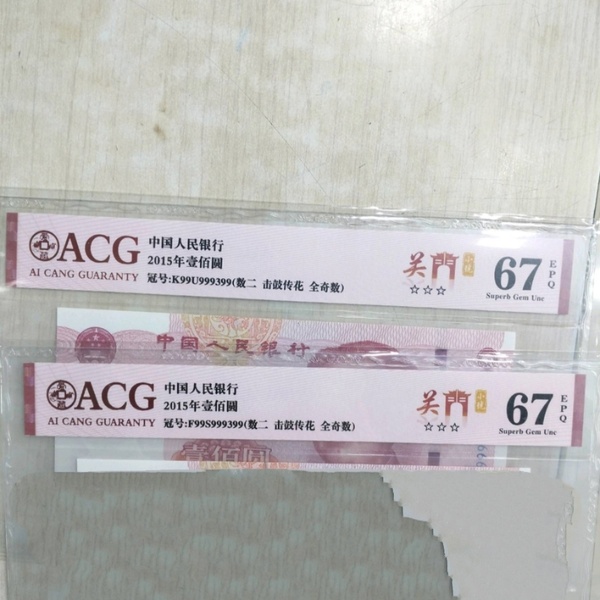 ACG
AI CANG GUARANTY
中国人民银行
2015年壹佰圆
冠号:K99U999399(数二 击鼓传花 全奇数)
关門
小號
☆☆☆
67
EPQ
Superb Gem Unc
中国人民银行
ACG
AI CANG GUARANTY
中国人民银行
2015年壹佰圆
冠号:F99S999399(数二 击鼓传花 全奇数)
关門
☆☆☆
67
EPQ
Superb Gem Unc
壹佰圆